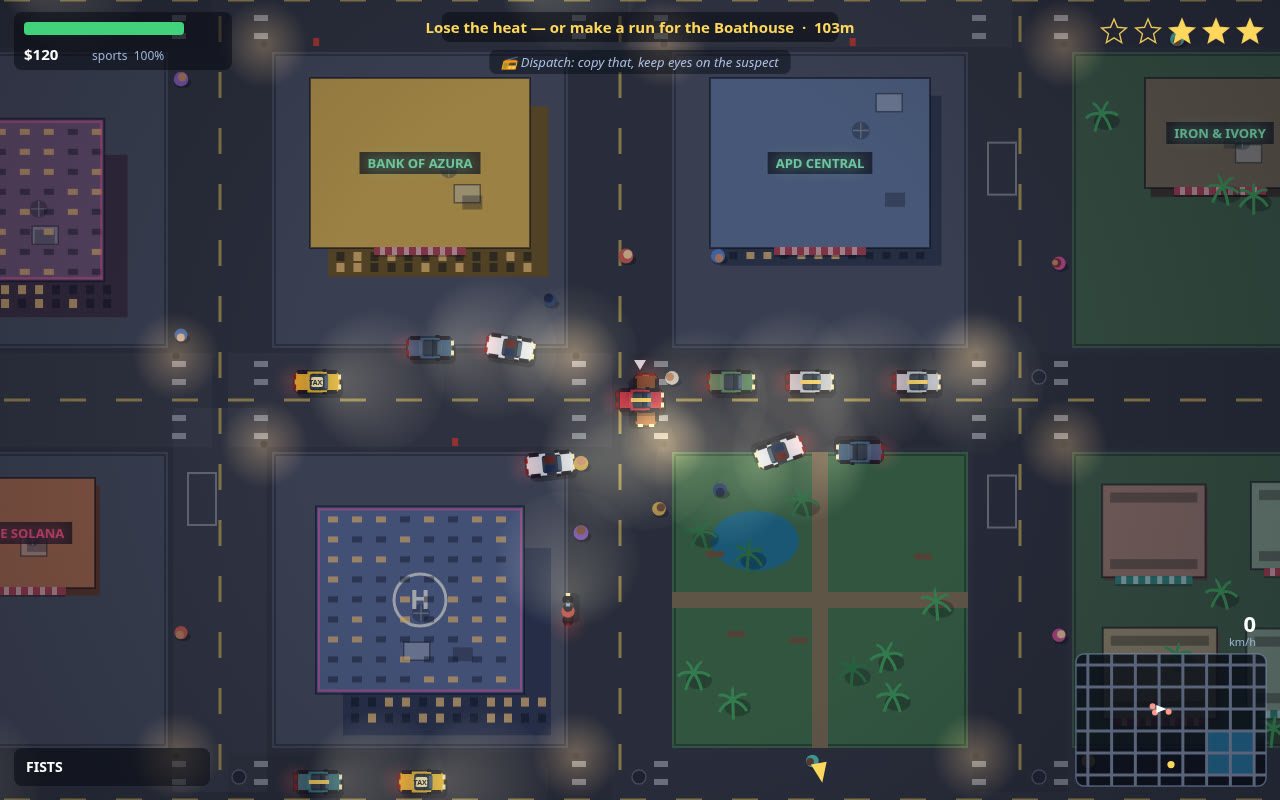 Lose the heat — or make a run for the Boathouse · 103m
$120 sports 100%
📻 Dispatch: copy that, keep eyes on the suspect
BANK OF AZURA
APD CENTRAL
IRON & IVORY
TAXI
E SOLANA
H
0
km/h
FISTS
TAXI